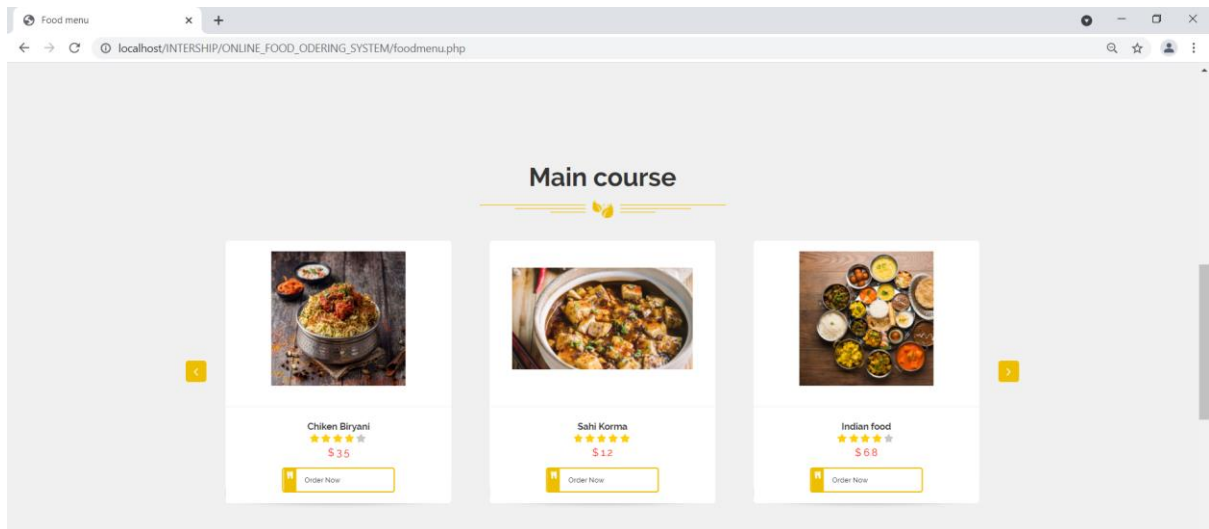 Food menu
localhost/INTERSHIP/ONLINE_FOOD_ODERING_SYSTEM/foodmenu.php
Main course
Chiken Biryani
$35
Order Now
Sahi Korma
$12
Order Now
Indian food
$68
Order Now